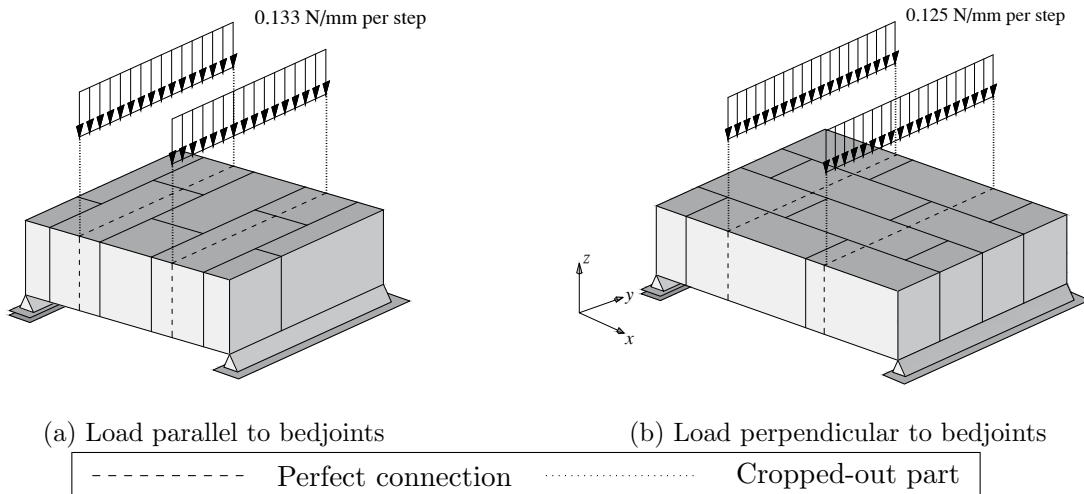 0.133 N/mm per step
0.125 N/mm per step
z
y
x
(a) Load parallel to bedjoints
(b) Load perpendicular to bedjoints
Perfect connection
Cropped-out part